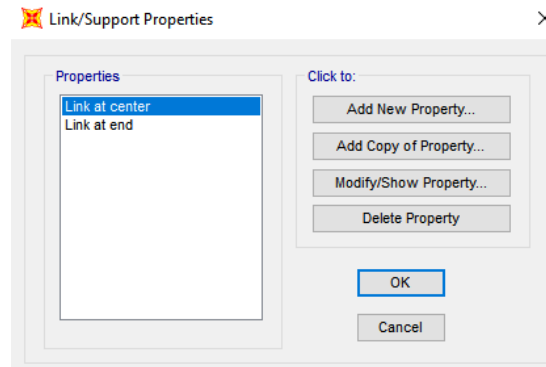 Link/Support Properties
Properties
Link at center
Link at end
Click to:
Add New Property...
Add Copy of Property...
Modify/Show Property...
Delete Property
OK
Cancel